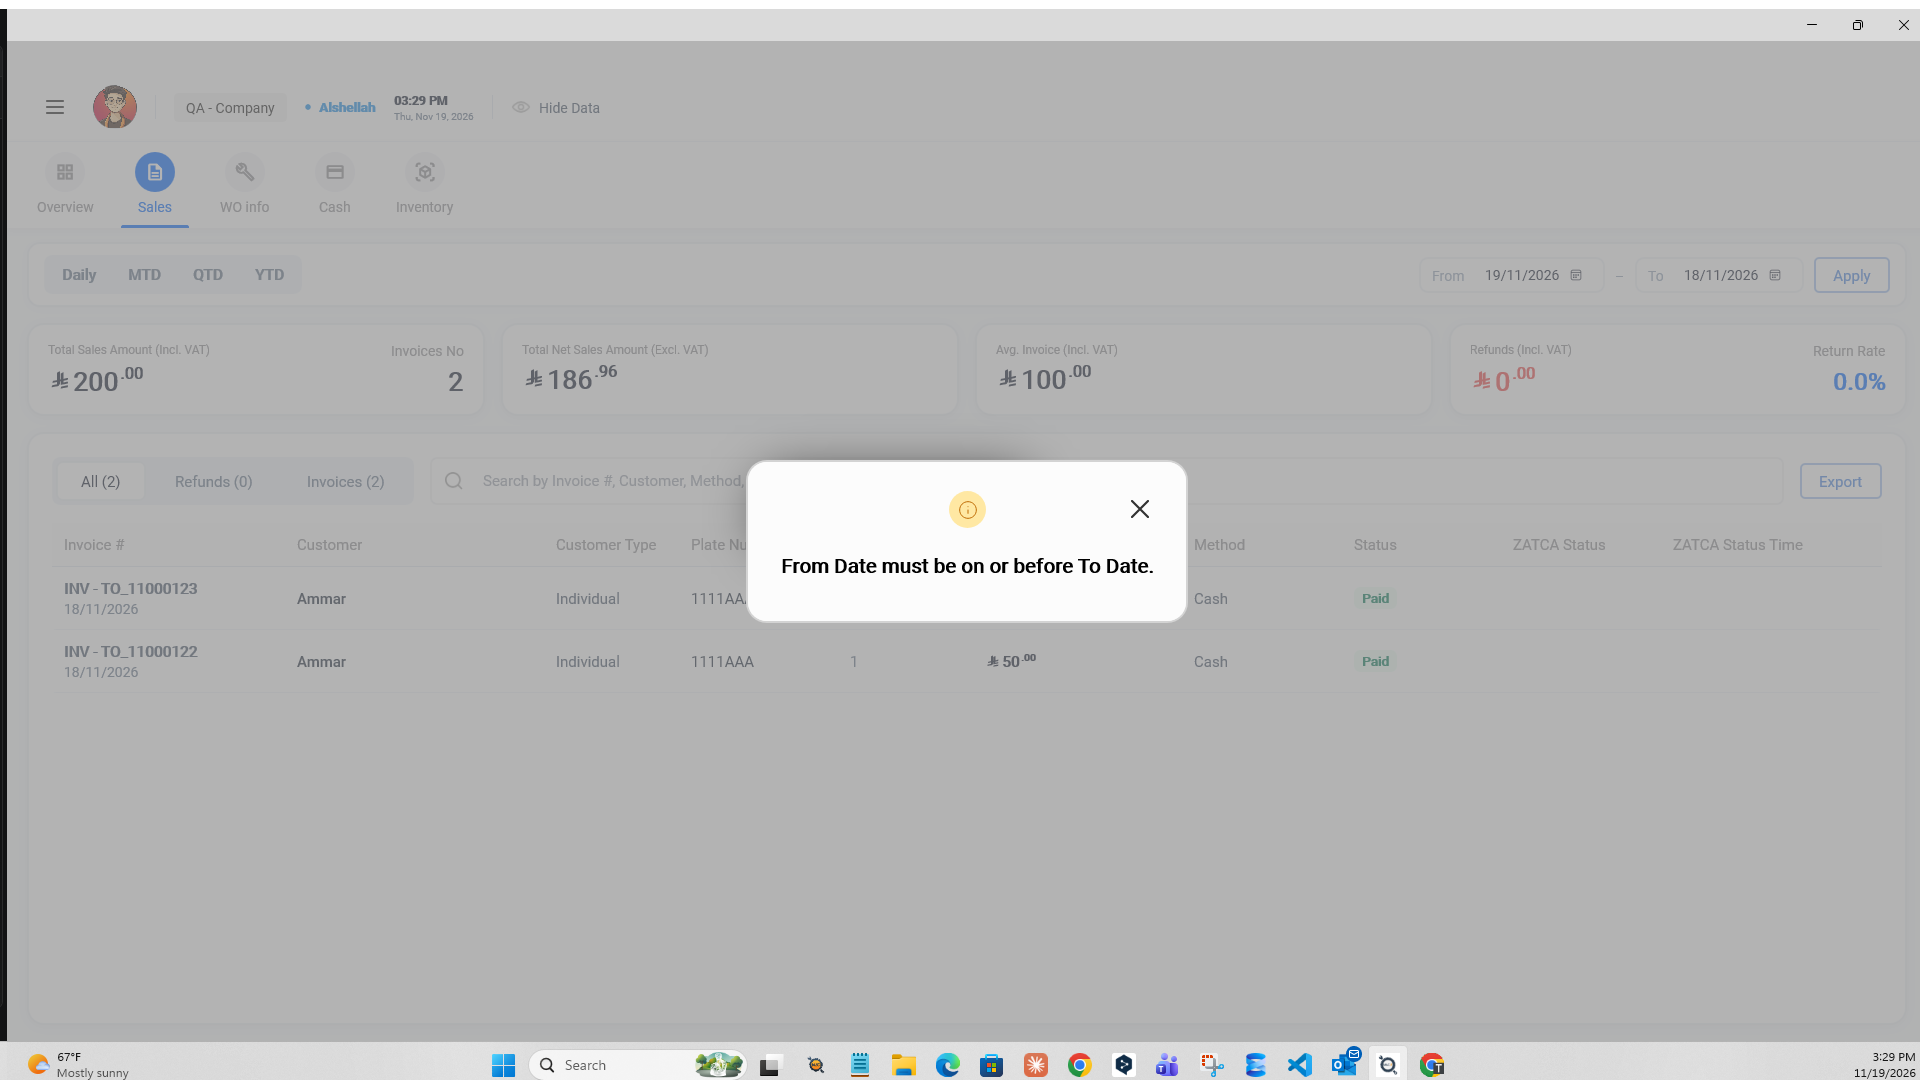 QA - Company
• Alshellah
03:29 PM
Thu, Nov 19, 2026
Hide Data
Overview
Sales
WO info
Cash
Inventory
Daily MTD QTD YTD
From 19/11/2026 – To 18/11/2026 Apply
Total Sales Amount (Incl. VAT) Invoices No
200.00 2
Total Net Sales Amount (Excl. VAT)
186.96
Avg. Invoice (Incl. VAT)
100.00
Refunds (Incl. VAT) Return Rate
0.00 0.0%
All (2) Refunds (0) Invoices (2) Search by Invoice #, Customer, Method, Export
From Date must be on or before To Date.
Invoice # Customer Customer Type Plate Nu Method Status ZATCA Status ZATCA Status Time
INV - TO_11000123
18/11/2026
Ammar Individual 1111AA Cash Paid
INV - TO_11000122
18/11/2026
Ammar Individual 1111AAA 1 50.00 Cash Paid
67°F
Mostly sunny
Search
3:29 PM
11/19/2026